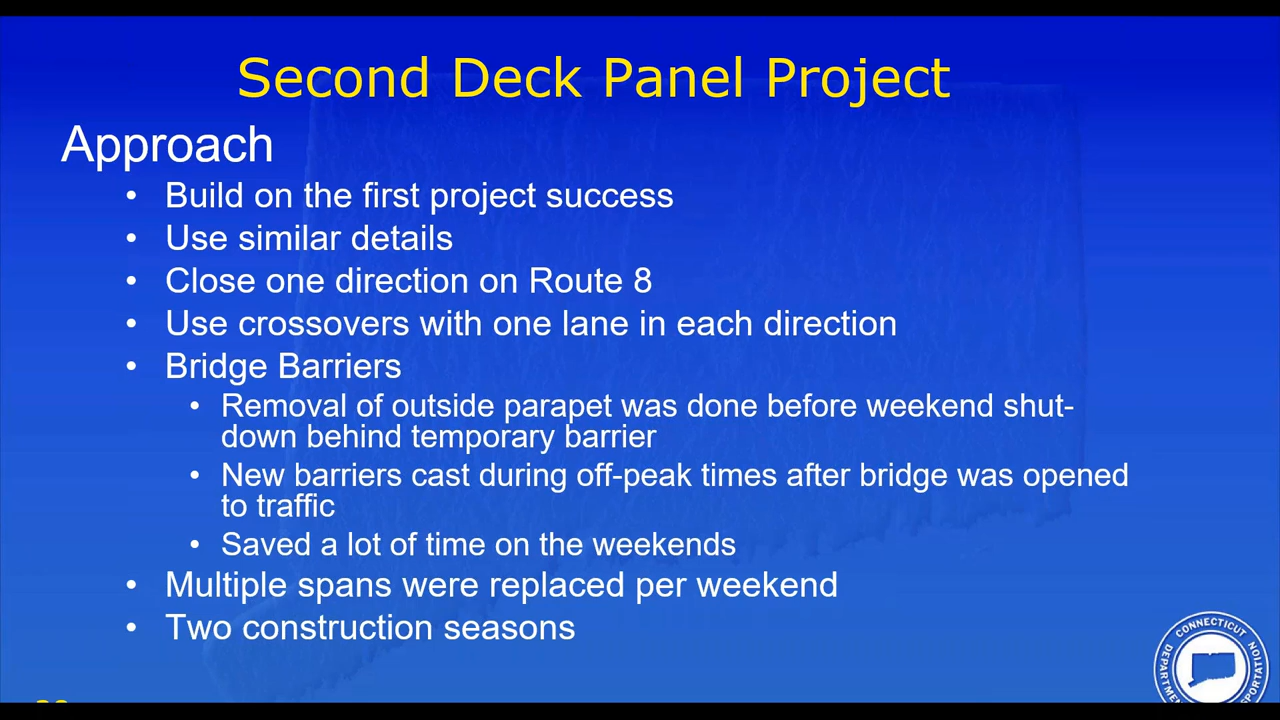 Second Deck Panel Project
Approach
• Build on the first project success
• Use similar details
• Close one direction on Route 8
• Use crossovers with one lane in each direction
• Bridge Barriers
• Removal of outside parapet was done before weekend shut-
down behind temporary barrier
• New barriers cast during off-peak times after bridge was opened
to traffic
• Saved a lot of time on the weekends
• Multiple spans were replaced per weekend
• Two construction seasons
CONNECTICUT